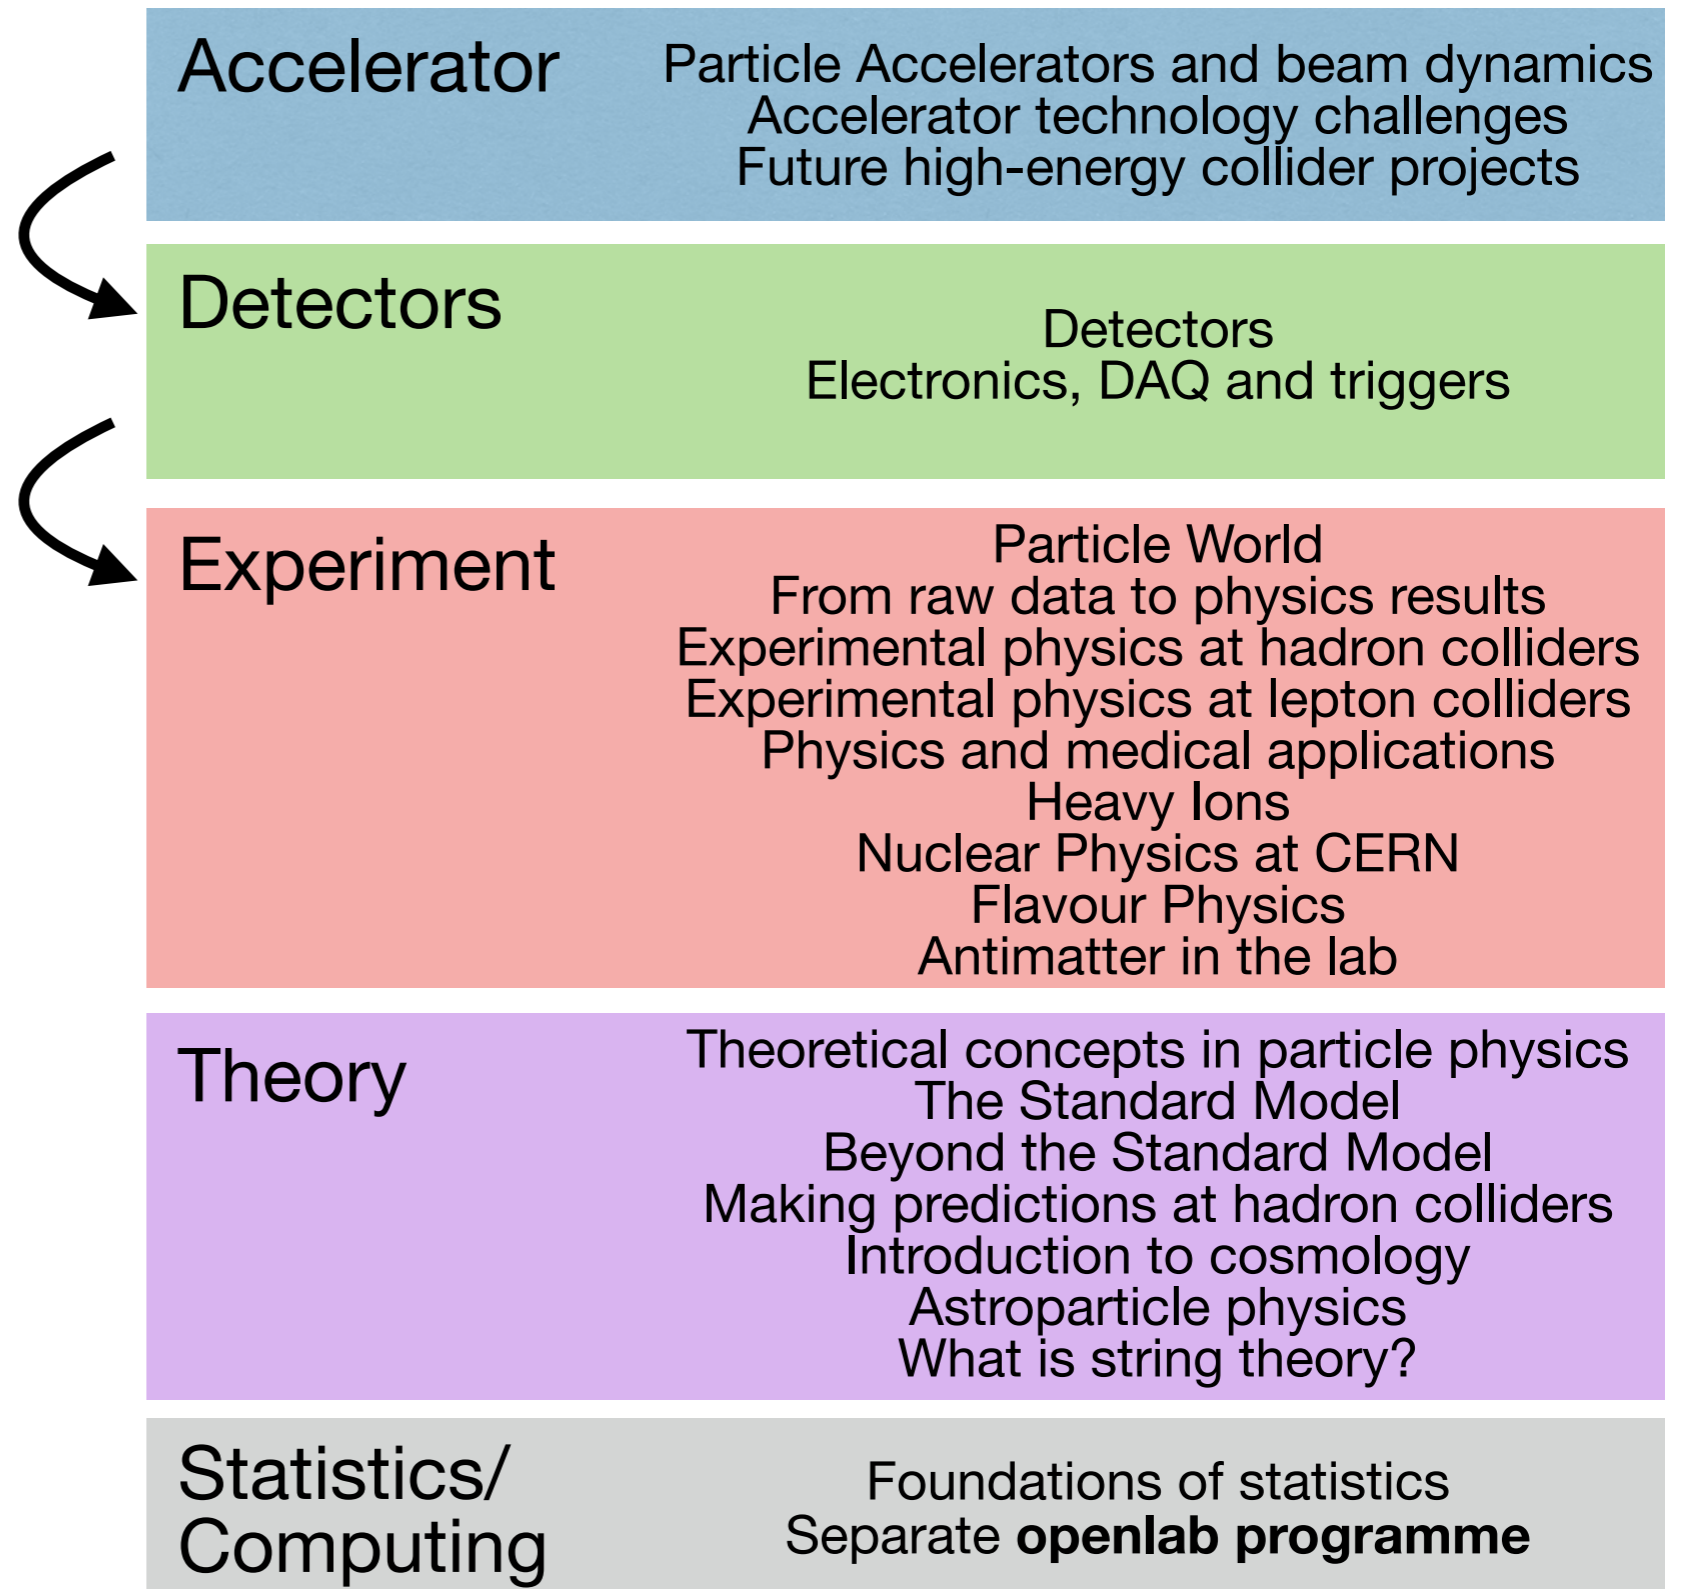 Accelerator
Particle Accelerators and beam dynamics
Accelerator technology challenges
Future high-energy collider projects
Detectors
Detectors
Electronics, DAQ and triggers
Experiment
Particle World
From raw data to physics results
Experimental physics at hadron colliders
Experimental physics at lepton colliders
Physics and medical applications
Heavy Ions
Nuclear Physics at CERN
Flavour Physics
Antimatter in the lab
Theory
Theoretical concepts in particle physics
The Standard Model
Beyond the Standard Model
Making predictions at hadron colliders
Introduction to cosmology
Astroparticle physics
What is string theory?
Statistics/
Computing
Foundations of statistics
Separate openlab programme